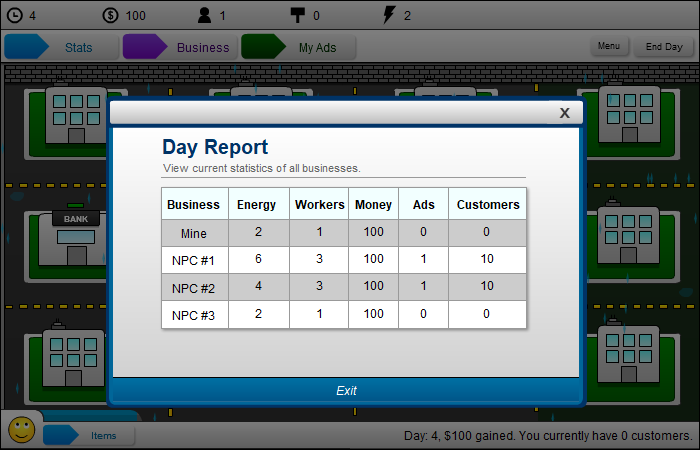 4 $ 100 1 0 2
Stats Business My Ads Menu End Day
X
Day Report
View current statistics of all businesses.
Business Energy Workers Money Ads Customers
Mine 2 1 100 0 0
NPC #1 6 3 100 1 10
NPC #2 4 3 100 1 10
NPC #3 2 1 100 0 0
BANK
Exit
Items
Day: 4, $100 gained. You currently have 0 customers.